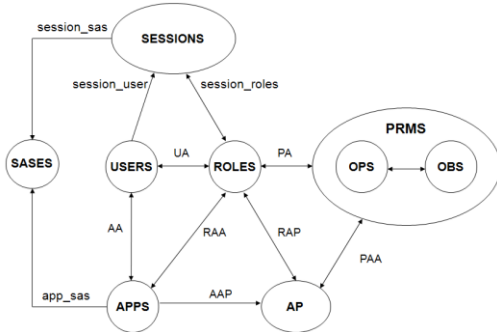 session_sas
SESSIONS
session_user
session_roles
PRMS
SASES
USERS
UA
ROLES
PA
OPS
OBS
AA
RAA
RAP
PAA
app_sas
APPS
AAP
AP